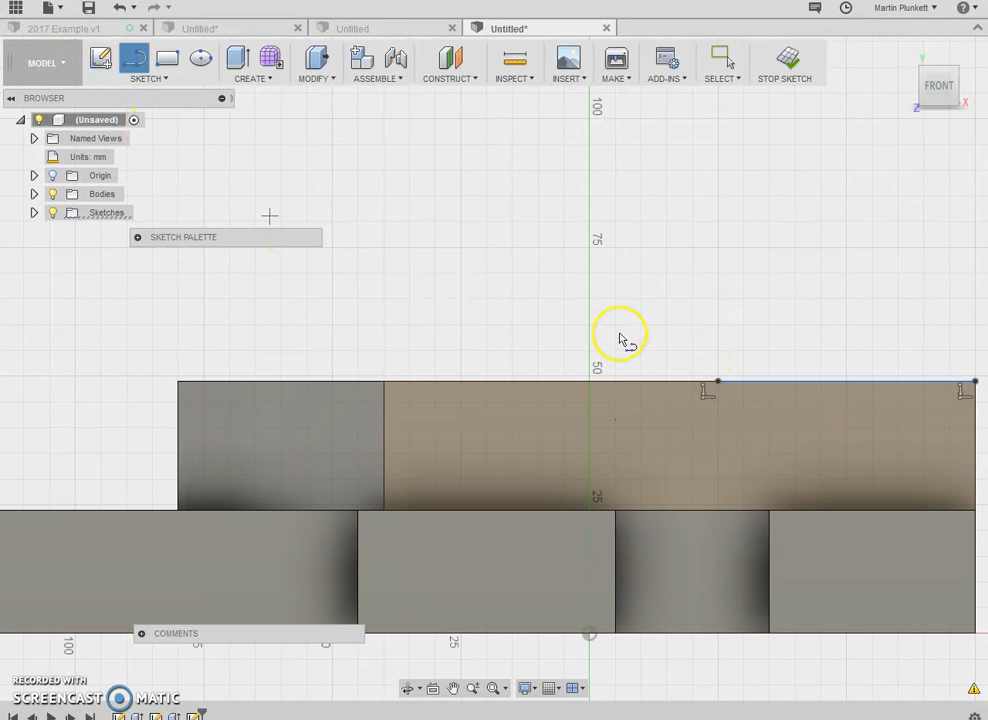 Martin Plunkett
2017 Example v1
Untitled*
Untitled
Untitled*
MODEL
SKETCH
CREATE
MODIFY
ASSEMBLE
CONSTRUCT
INSPECT
INSERT
MAKE
ADD-INS
SELECT
STOP SKETCH
BROWSER
(Unsaved)
Named Views
Units: mm
Origin
Bodies
Sketches
SKETCH PALETTE
FRONT
Y
X
Z
100
75
50
25
100
5
0
25
COMMENTS
RECORDED WITH
SCREENCAST MATIC